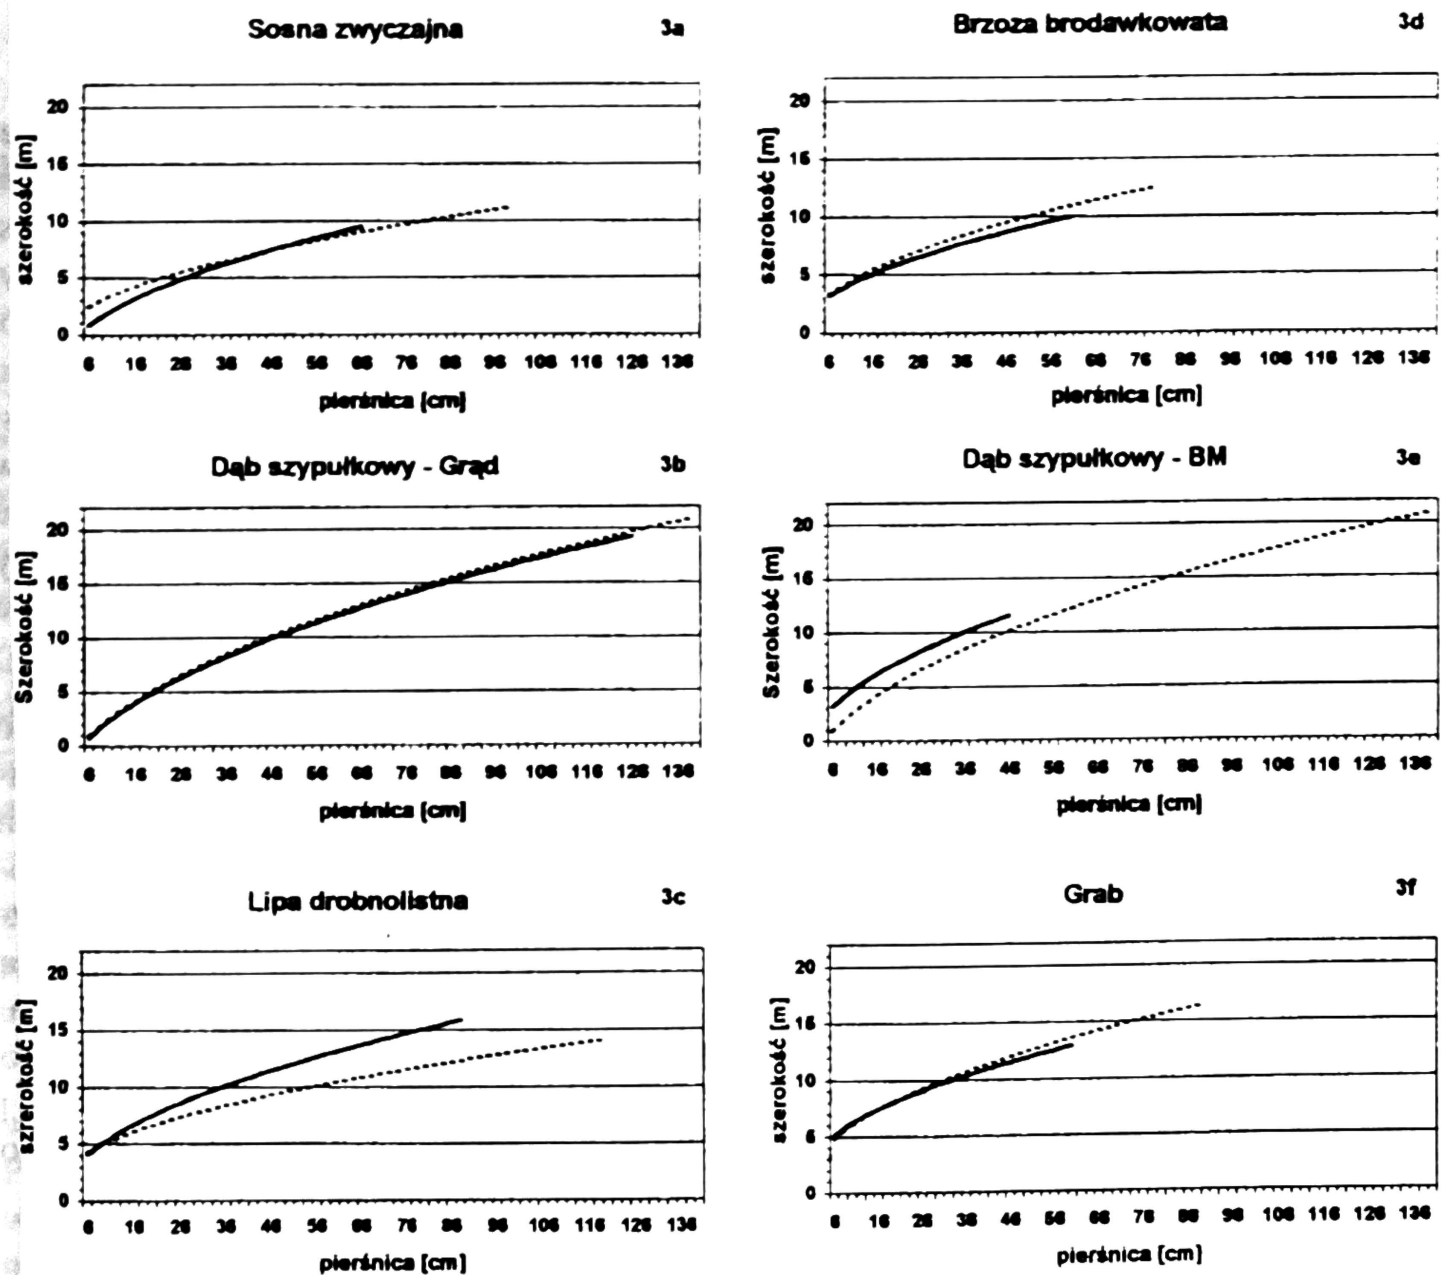 Sosna zwyczajna 3a
szerokość [m]
20
15
10
5
0
6 16 26 36 46 56 66 76 86 96 106 116 126 136
pierśnica [cm]
Brzoza brodawkowata 3d
szerokość [m]
20
15
10
5
0
6 16 26 36 46 56 66 76 86 96 106 116 126 136
pierśnica [cm]
Dąb szypułkowy - Grąd 3b
Szerokość [m]
20
15
10
5
0
6 16 26 36 46 56 66 76 86 96 106 116 126 136
pierśnica [cm]
Dąb szypułkowy - BM 3e
Szerokość [m]
20
15
10
5
0
6 16 26 36 46 56 66 76 86 96 106 116 126 136
pierśnica [cm]
Lipa drobnolistna 3c
szrerokość [m]
20
15
10
5
0
6 16 26 36 46 56 66 76 86 96 106 116 126 136
pierśnica [cm]
Grab 3f
szerokość [m]
20
15
10
5
0
6 16 26 36 46 56 66 76 86 96 106 116 126 136
pierśnica [cm]